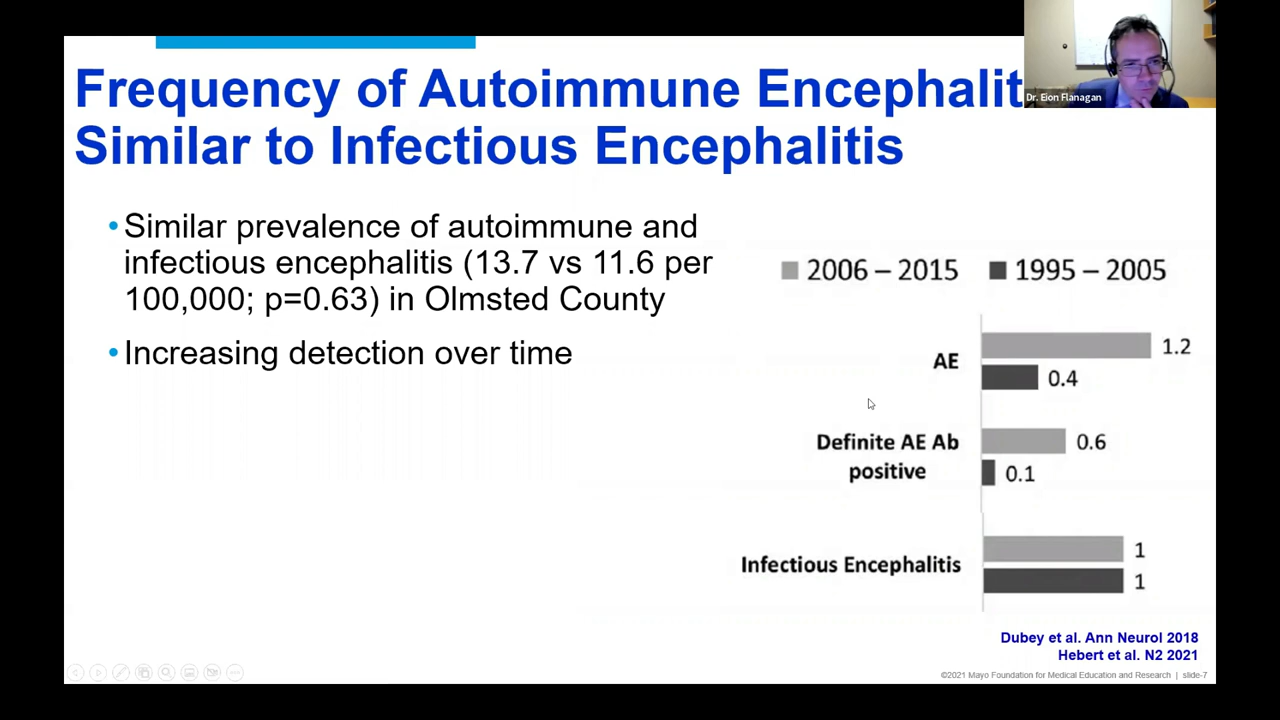 Frequency of Autoimmune Encephalit
Similar to Infectious Encephalitis
Dr. Eion Flanagan
•Similar prevalence of autoimmune and
infectious encephalitis (13.7 vs 11.6 per
100,000; p=0.63) in Olmsted County
•Increasing detection over time
2006 – 2015 1995 – 2005
AE
1.2
0.4
Definite AE Ab
positive
0.6
0.1
Infectious Encephalitis
1
1
Dubey et al. Ann Neurol 2018
Hebert et al. N2 2021
©2021 Mayo Foundation for Medical Education and Research | slide-7